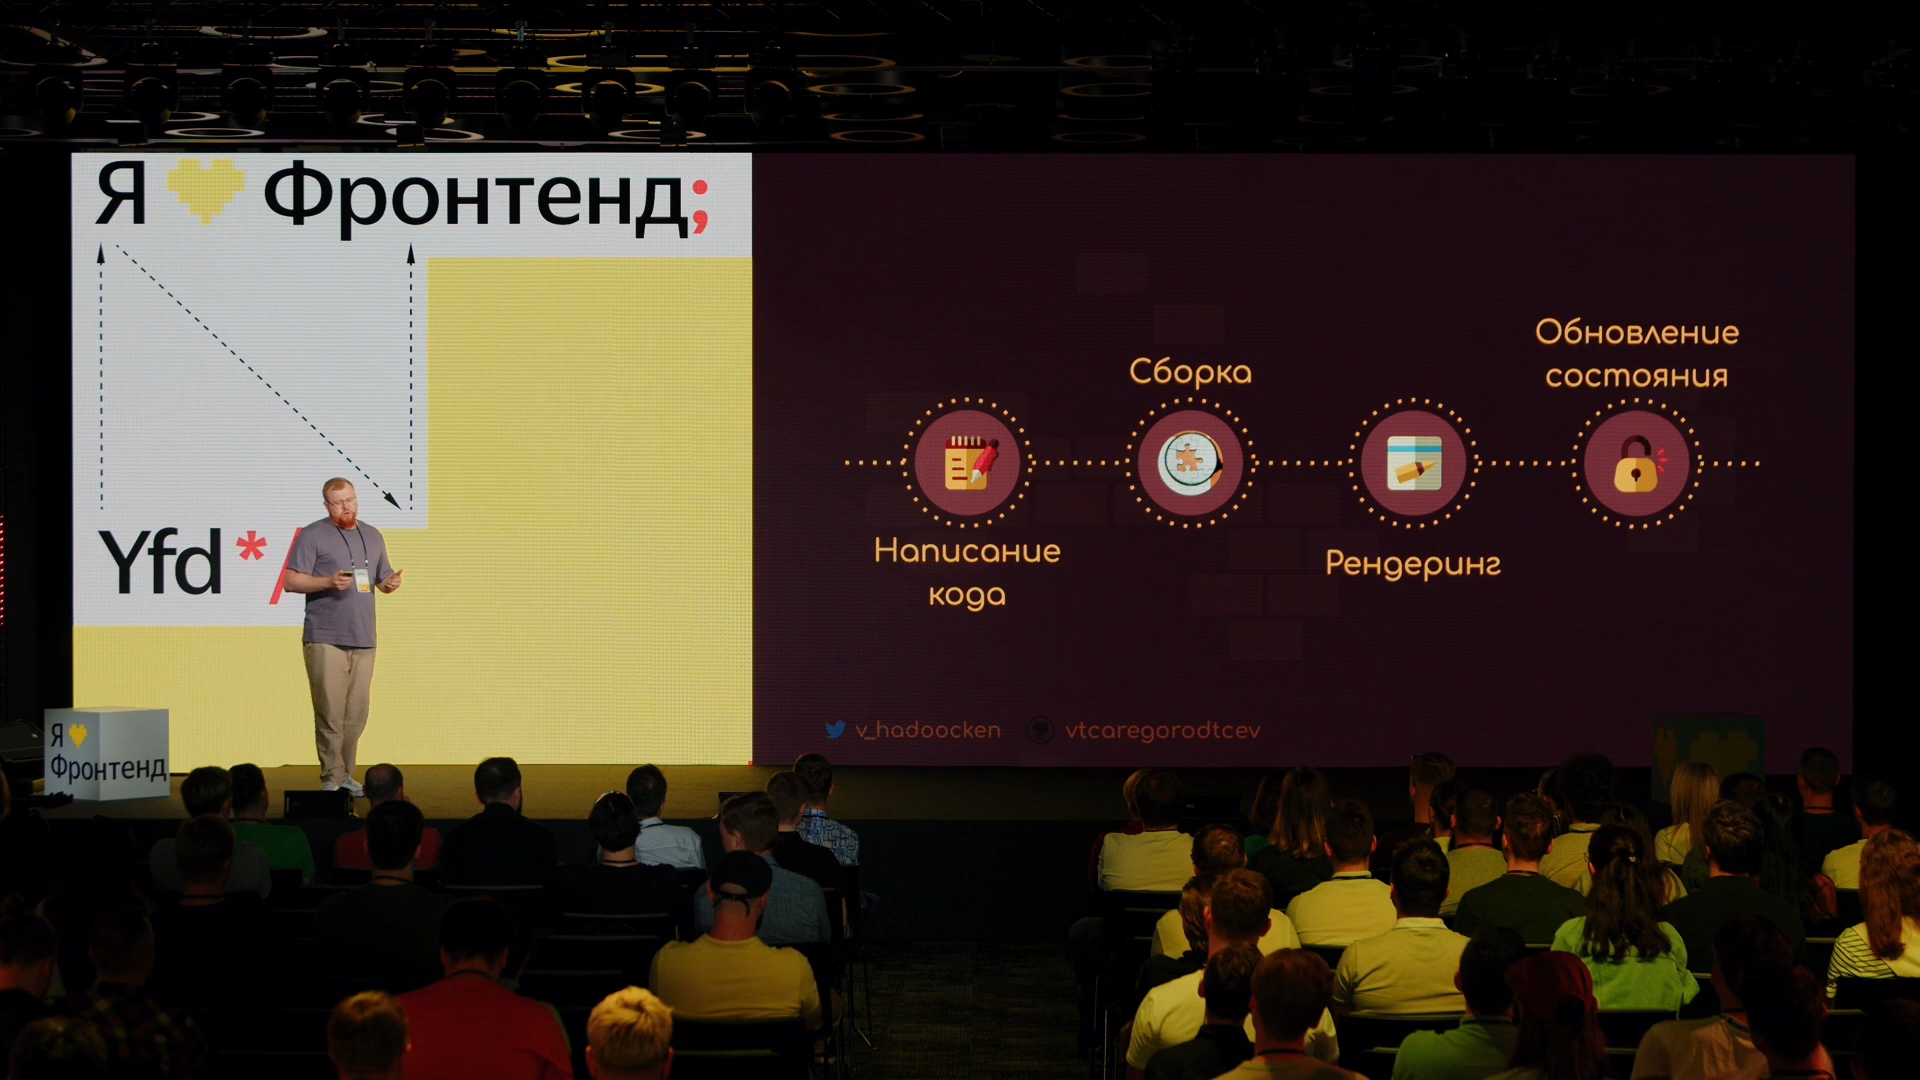 Я Фронтенд;
Yfd*/
Написание
кода
Сборка
Рендеринг
Обновление
состояния
v_hadoocken vtcaregorodtcev
Я
Фронтенд